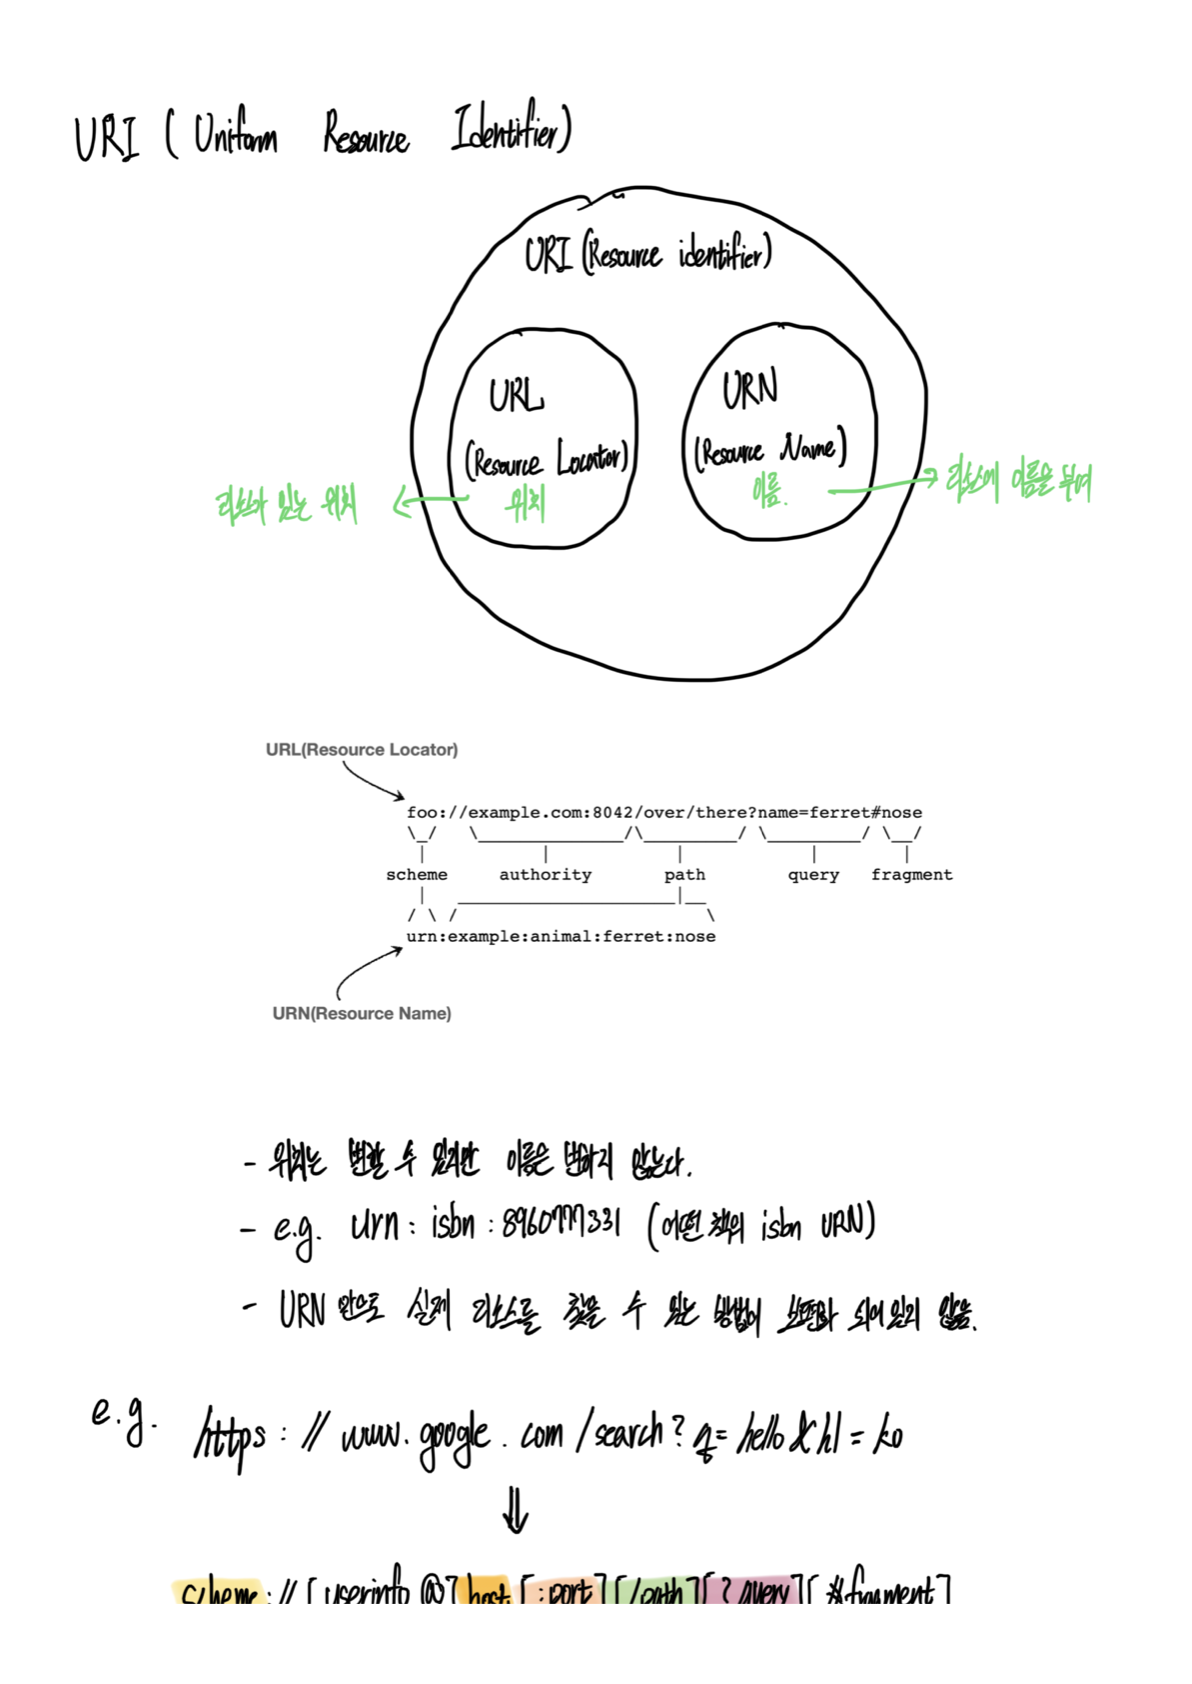 URI ( Uniform Resource Identifier)
URI (Resource identifier)
URL
URN
(Resource Locator)
(Resource Name)
리소스가 있는 위치
위치
이름.
리소스에 이름을 부여
URL(Resource Locator)
foo://example.com:8042/over/there?name=ferret#nose
scheme authority path query fragment
urn:example:animal:ferret:nose
URN(Resource Name)
- 위치는 변할 수 있지만 이름은 변하지 않는다.
- e.g. urn : isbn : 8960777331 (어떤 책의 isbn URN)
- URN 만으로 실제 리소스를 찾을 수 있는 방법이 보편화 되어있지 않음.
e.g. https : // www. google . com /search ? q= hello & hl = ko
scheme : // [ userinfo @] host [ :port] [/path] [ ? query] [ #fragment]